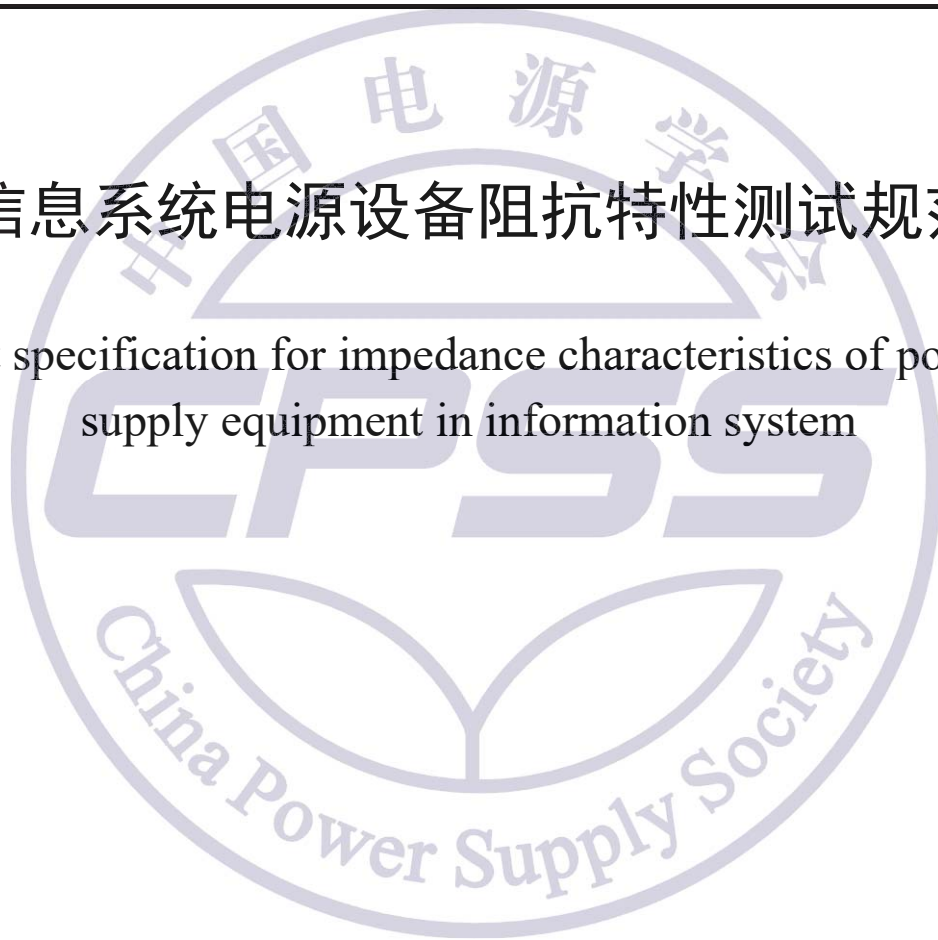 中国电源学会
信息系统电源设备阻抗特性测试规范
specification for impedance characteristics of
supply equipment in information system
CPSS
China Power Supply Society